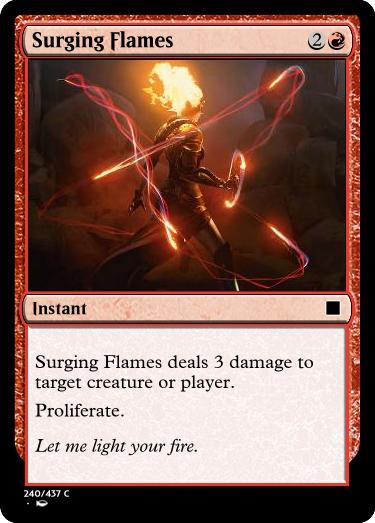 Surging Flames 2
Instant
Surging Flames deals 3 damage to
target creature or player.
Proliferate.
Let me light your fire.
240/437 C